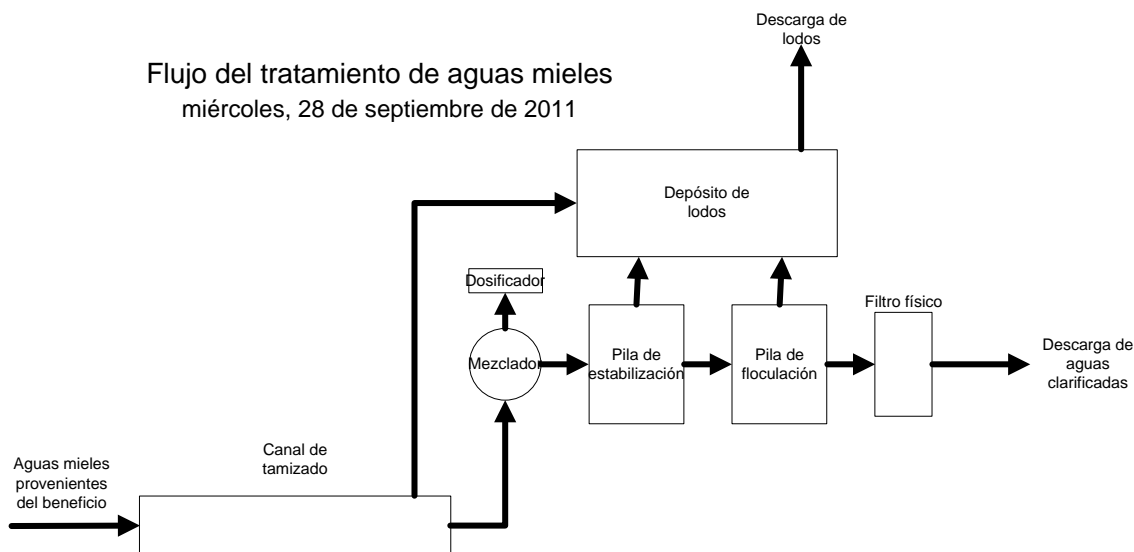 Descarga de
lodos
Flujo del tratamiento de aguas mieles
miércoles, 28 de septiembre de 2011
Depósito de
lodos
Dosificador
Filtro físico
Mezclador
Pila de
estabilización
Pila de
floculación
Descarga de
aguas
clarificadas
Canal de
tamizado
Aguas mieles
provenientes
del beneficio